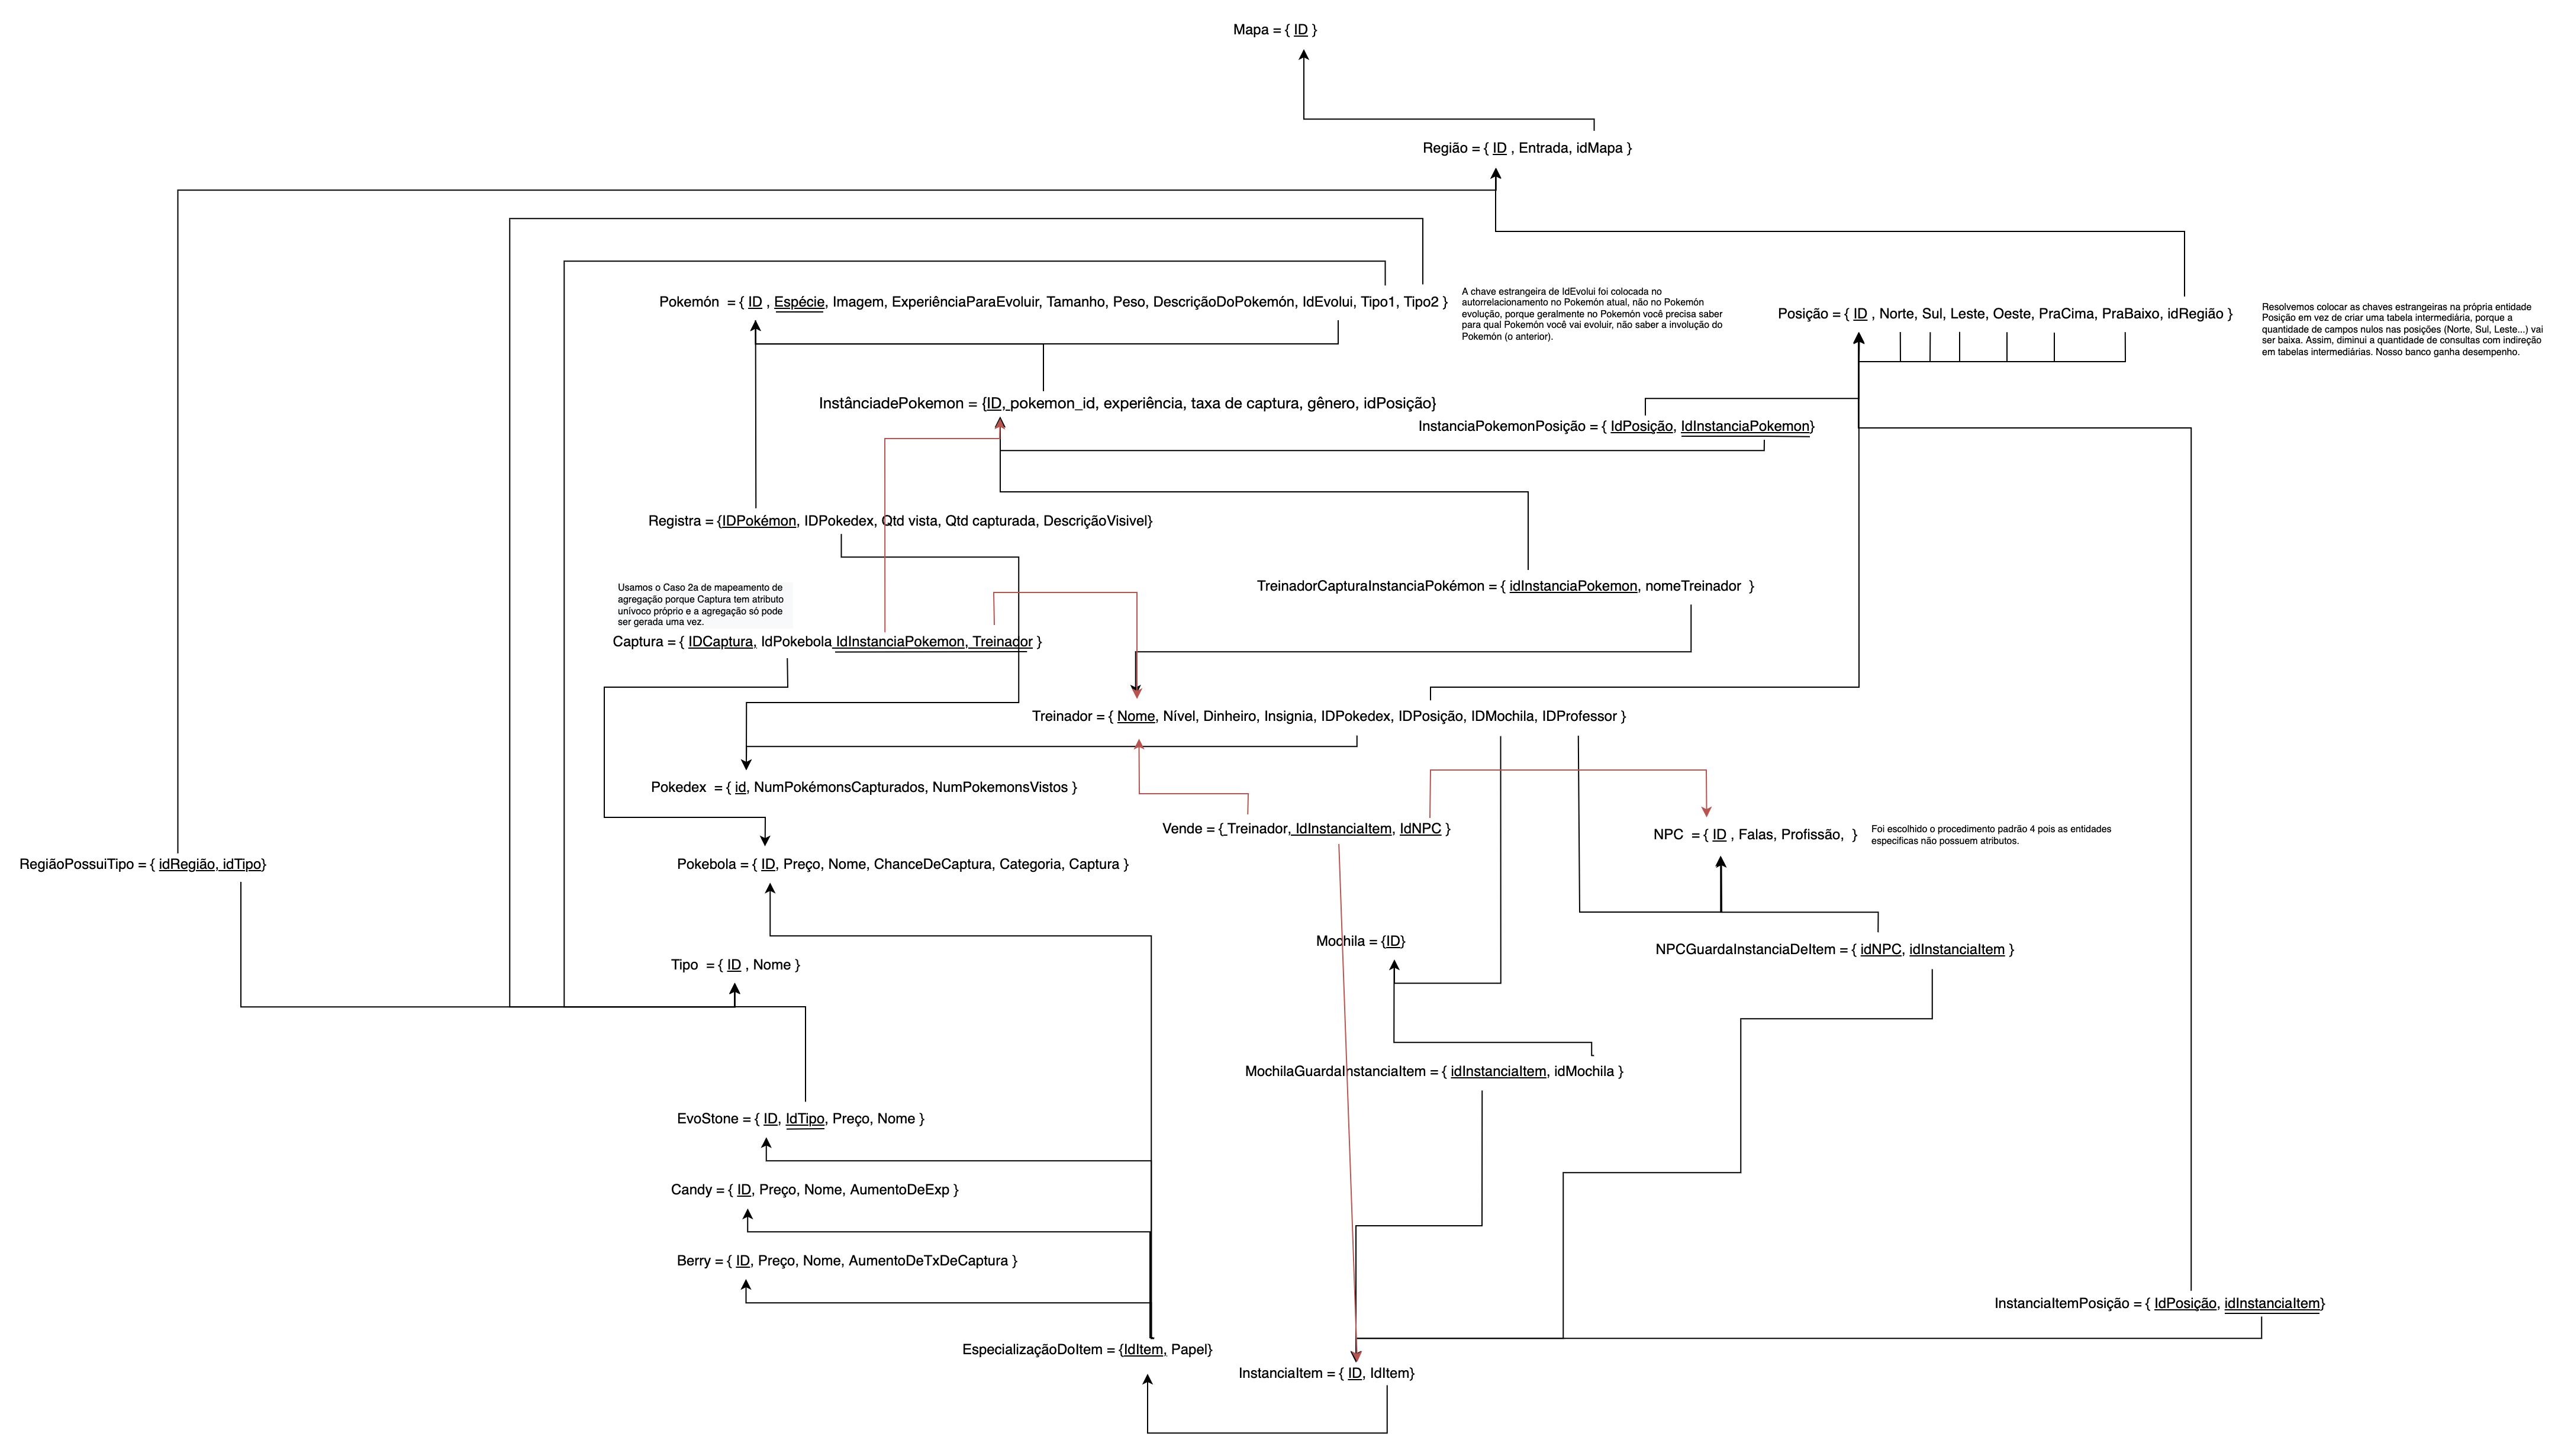 Mapa = { ID }
Região = { ID , Entrada, idMapa }
Pokemón = { ID , Espécie, Imagem, ExperiênciaParaEvoluir, Tamanho, Peso, DescriçãoDoPokemón, IdEvolui, Tipo1, Tipo2 }
A chave estrangeira de IdEvolui foi colocada no
autorrelacionamento no Pokemón atual, não no Pokemón
evolução, porque geralmente no Pokemón você precisa saber
para qual Pokemón você vai evoluir, não saber a involução do
Pokemón (o anterior).
Posição = { ID , Norte, Sul, Leste, Oeste, PraCima, PraBaixo, idRegião }
Resolvemos colocar as chaves estrangeiras na própria entidade
Posição em vez de criar uma tabela intermediária, porque a
quantidade de campos nulos nas posições (Norte, Sul, Leste...) vai
ser baixa. Assim, diminui a quantidade de consultas com indireção
em tabelas intermediárias. Nosso banco ganha desempenho.
InstânciadePokemon = {ID, pokemon_id, experiência, taxa de captura, gênero, idPosição}
InstanciaPokemonPosição = { IdPosição, IdInstanciaPokemon}
Registra = {IDPokémon, IDPokedex, Qtd vista, Qtd capturada, DescriçãoVisivel}
TreinadorCapturaInstanciaPokémon = { idInstanciaPokemon, nomeTreinador }
Usamos o Caso 2a de mapeamento de
agregação porque Captura tem atributo
unívoco próprio e a agregação só pode
ser gerada uma vez.
Captura = { IDCaptura, IdPokebola IdInstanciaPokemon, Treinador }
Treinador = { Nome, Nível, Dinheiro, Insignia, IDPokedex, IDPosição, IDMochila, IDProfessor }
Pokedex = { id, NumPokémonsCapturados, NumPokemonsVistos }
Vende = { Treinador, IdInstanciaItem, IdNPC }
NPC = { ID , Falas, Profissão, }
Foi escolhido o procedimento padrão 4 pois as entidades
especificas não possuem atributos.
RegiãoPossuiTipo = { idRegião, idTipo}
Pokebola = { ID, Preço, Nome, ChanceDeCaptura, Categoria, Captura }
Mochila = {ID}
NPCGuardaInstanciaDeItem = { idNPC, idInstanciaItem }
Tipo = { ID , Nome }
MochilaGuardaInstanciaItem = { idInstanciaItem, idMochila }
EvoStone = { ID, IdTipo, Preço, Nome }
Candy = { ID, Preço, Nome, AumentoDeExp }
Berry = { ID, Preço, Nome, AumentoDeTxDeCaptura }
InstanciaItemPosição = { IdPosição, idInstanciaItem}
EspecializaçãoDoItem = {IdItem, Papel}
InstanciaItem = { ID, IdItem}